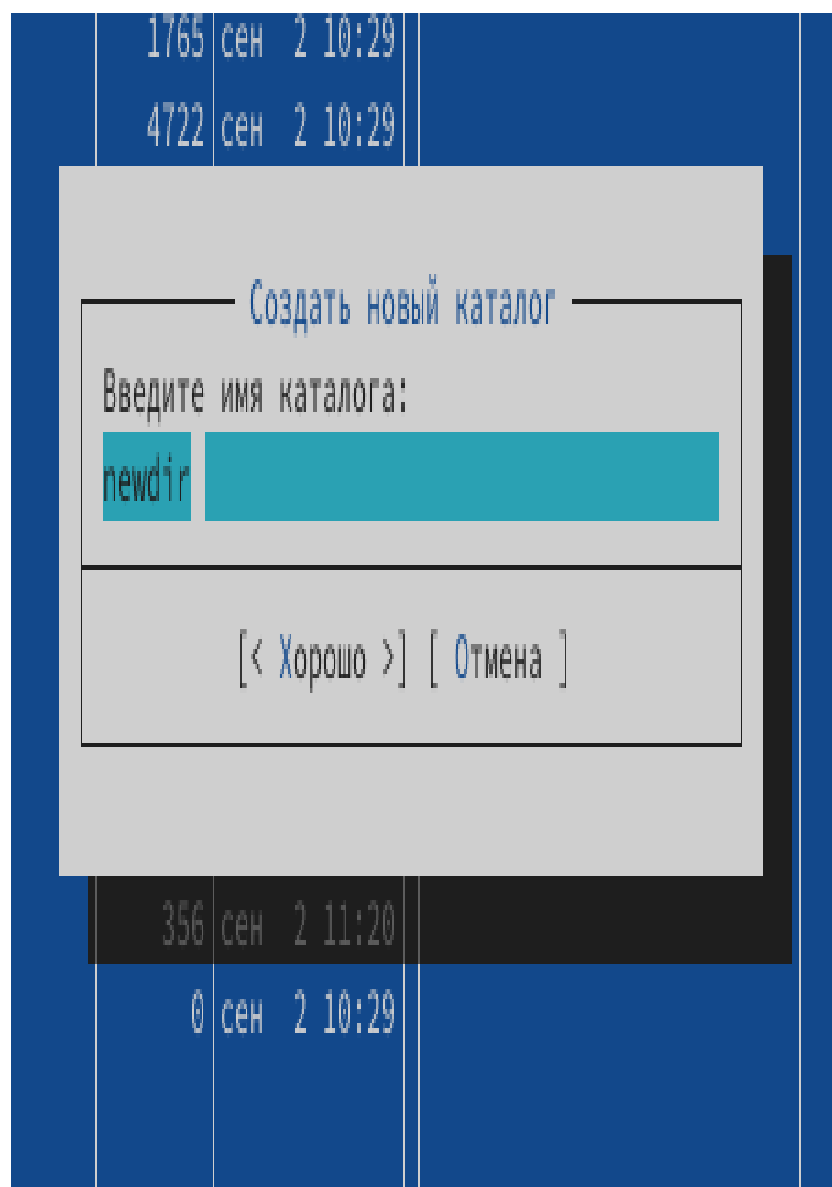 1765 сен  2 10:29
4722 сен  2 10:29
Создать новый каталог
Введите имя каталога:
newdir
[< Хорошо >] [ Отмена ]
356 сен  2 11:20
0 сен  2 10:29